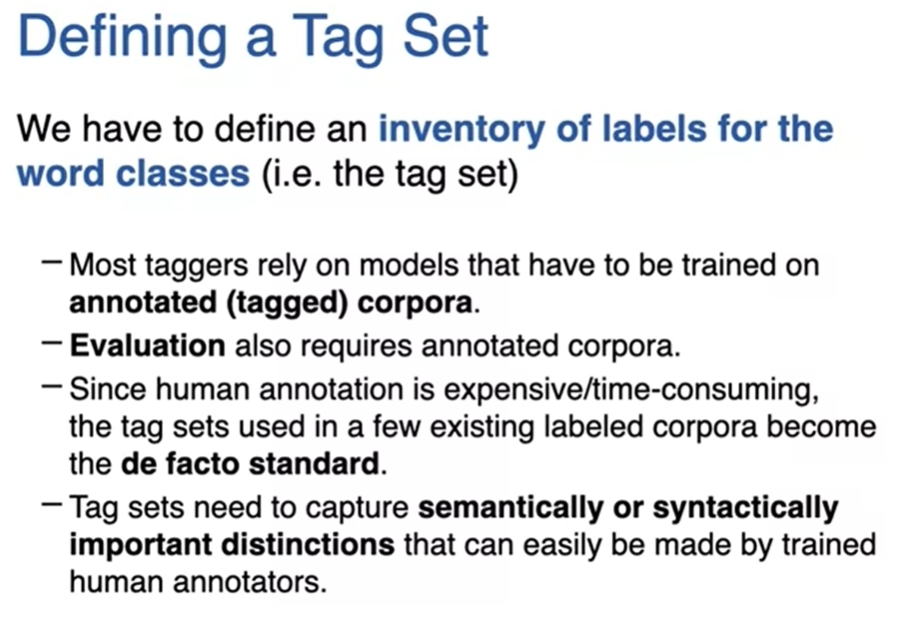 Defining a Tag Set
We have to define an inventory of labels for the
word classes (i.e. the tag set)
– Most taggers rely on models that have to be trained on
annotated (tagged) corpora.
– Evaluation also requires annotated corpora.
– Since human annotation is expensive/time-consuming,
the tag sets used in a few existing labeled corpora become
the de facto standard.
– Tag sets need to capture semantically or syntactically
important distinctions that can easily be made by trained
human annotators.